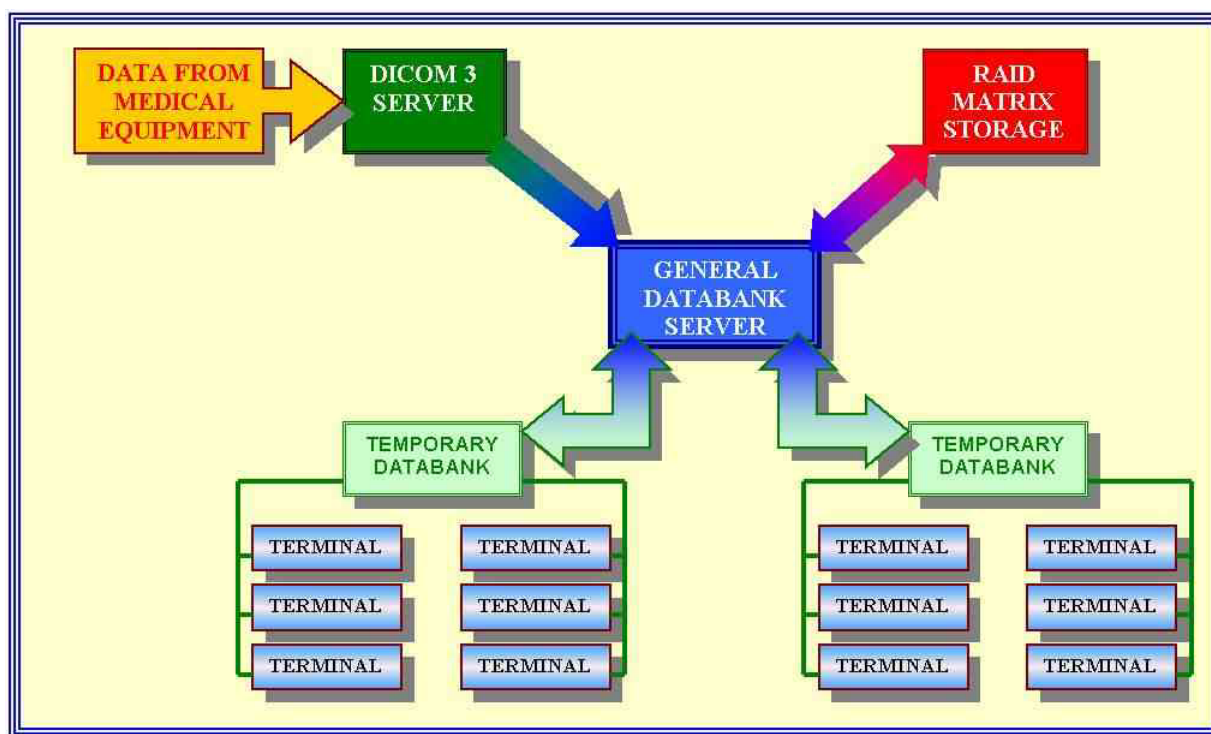 DATA FROM
MEDICAL
EQUIPMENT
DICOM 3
SERVER
RAID
MATRIX
STORAGE
GENERAL
DATABANK
SERVER
TEMPORARY
DATABANK
TEMPORARY
DATABANK
TERMINAL
TERMINAL
TERMINAL
TERMINAL
TERMINAL
TERMINAL
TERMINAL
TERMINAL
TERMINAL
TERMINAL
TERMINAL
TERMINAL